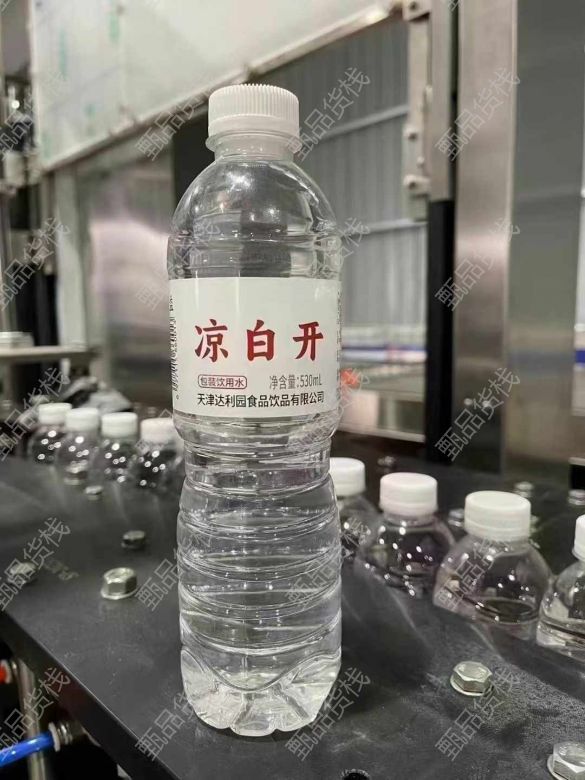 凉白开
包装饮用水
净含量:530mL
天津达利园食品饮品有限公司
甄品货栈